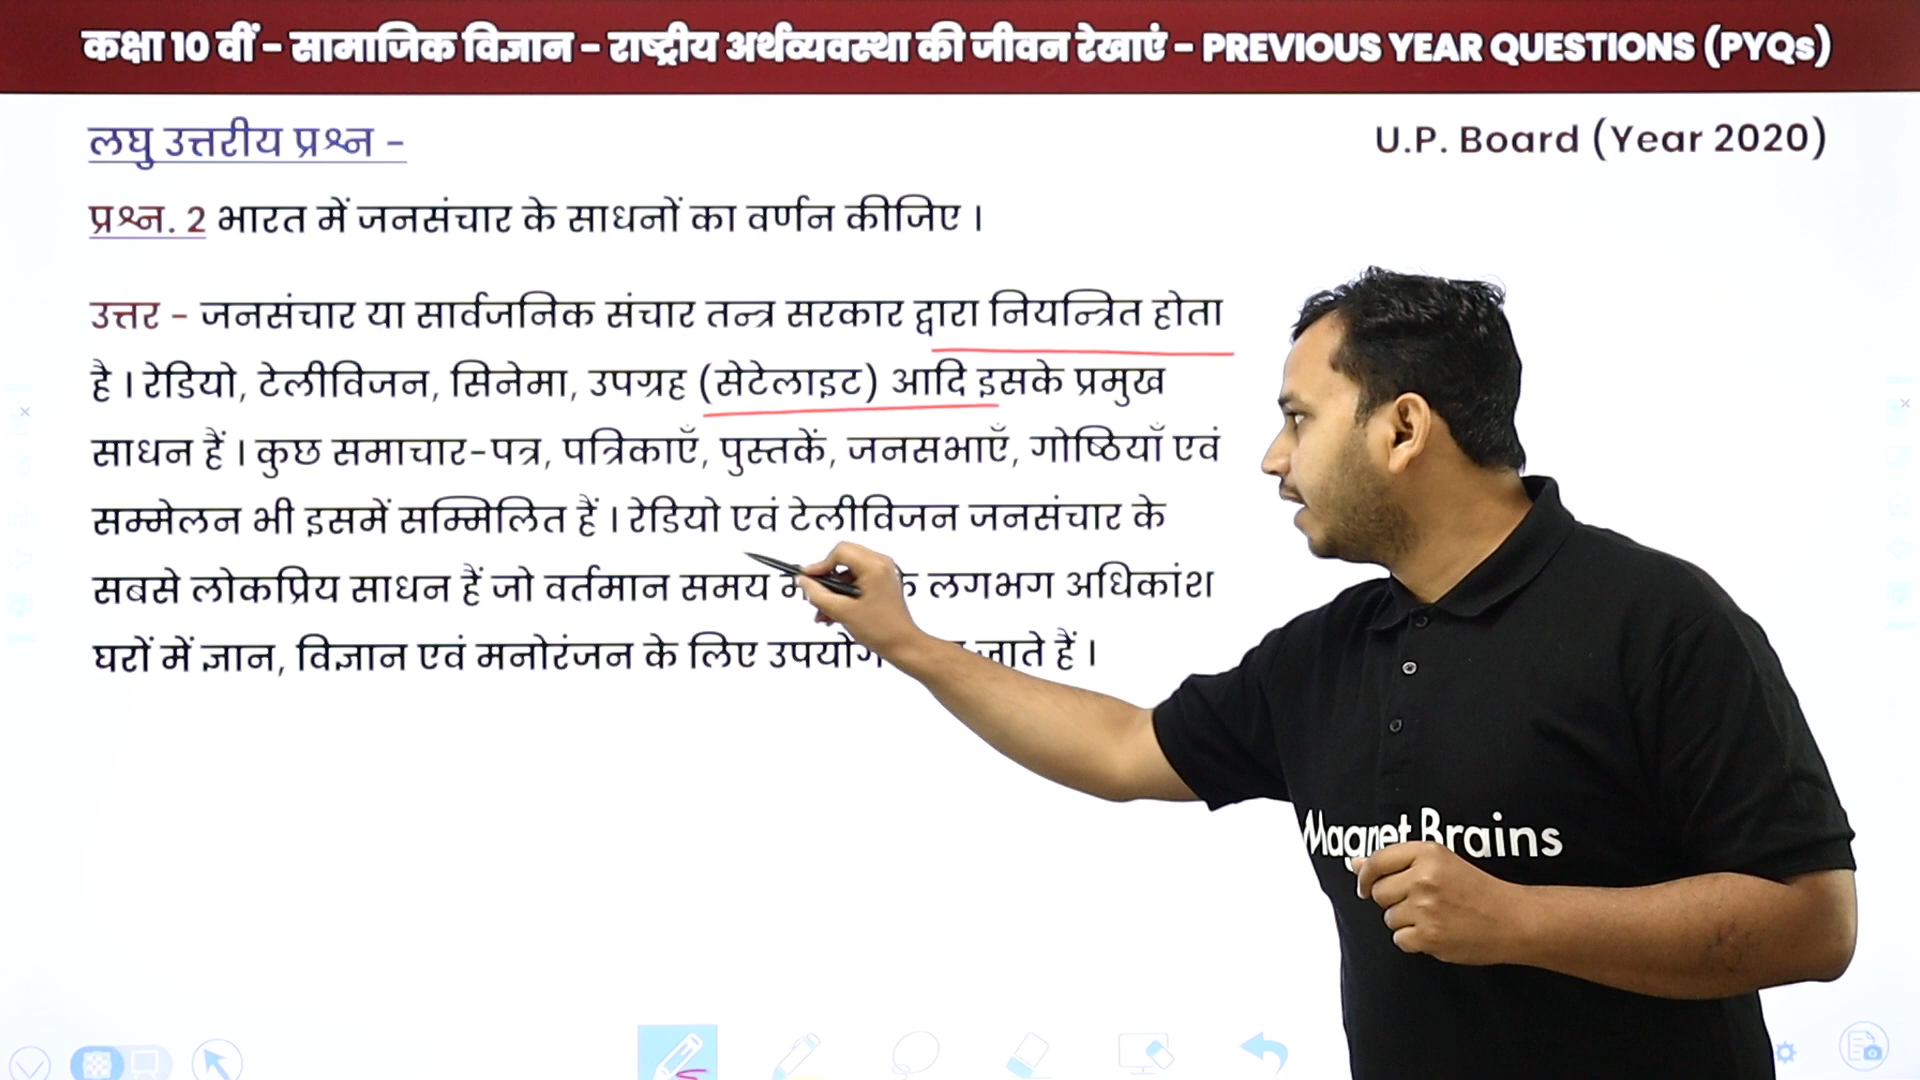 कक्षा 10 वीं – सामाजिक विज्ञान – राष्ट्रीय अर्थव्यवस्था की जीवन रेखाएं – PREVIOUS YEAR QUESTIONS (PYQs)
लघु उत्तरीय प्रश्न –
U.P. Board (Year 2020)
प्रश्न. 2 भारत में जनसंचार के साधनों का वर्णन कीजिए ।
उत्तर – जनसंचार या सार्वजनिक संचार तन्त्र सरकार द्वारा नियन्त्रित होता
है । रेडियो, टेलीविजन, सिनेमा, उपग्रह (सेटेलाइट) आदि इसके प्रमुख
साधन हैं । कुछ समाचार-पत्र, पत्रिकाएँ, पुस्तकें, जनसभाएँ, गोष्ठियाँ एवं
सम्मेलन भी इसमें सम्मिलित हैं । रेडियो एवं टेलीविजन जनसंचार के
सबसे लोकप्रिय साधन हैं जो वर्तमान समय लगभग अधिकांश
घरों में ज्ञान, विज्ञान एवं मनोरंजन के लिए जाते हैं ।
Magnet Brains